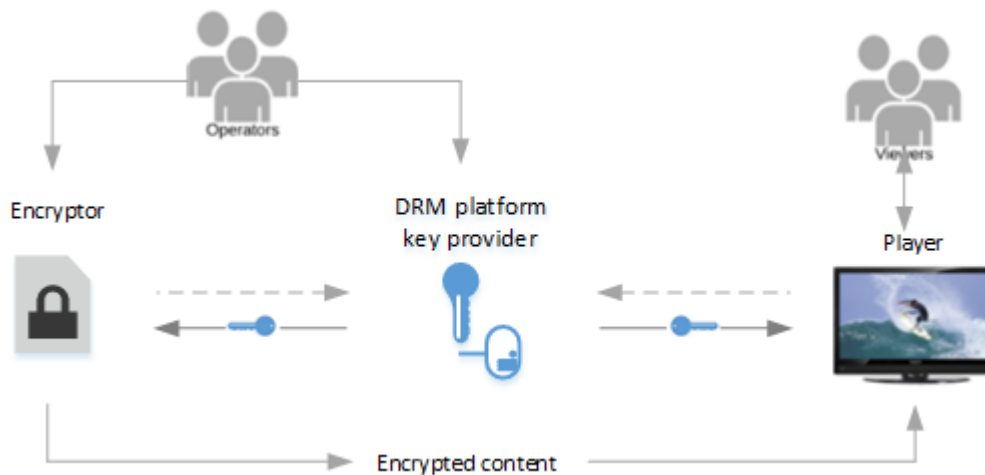 Operators
Viewers
Encryptor
DRM platform
key provider
Player
Encrypted content